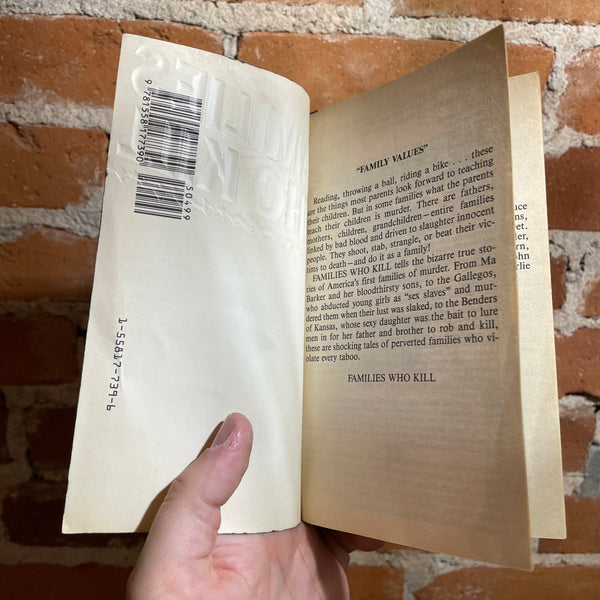 9781558177390
50499
1-55817-739-6
"FAMILY VALUES"
Reading, throwing a ball, riding a bike . . . these
are the things most parents look forward to teaching
their children. But in some families what the parents
teach their children is murder. There are fathers,
mothers, children, grandchildren—entire families
linked by bad blood and driven to slaughter innocent
people. They shoot, stab, strangle, or beat their vic-
tims to death—and do it as a family!
FAMILIES WHO KILL tells the bizarre true sto-
ries of America's first families of murder. From Ma
Barker and her bloodthirsty sons, to the Gallegos,
who abducted young girls as "sex slaves" and mur-
dered them when their lust was slaked, to the Benders
of Kansas, whose sexy daughter was the bait to lure
men in for her father and brother to rob and kill,
these are shocking tales of perverted families who vi-
olate every taboo.
FAMILIES WHO KILL